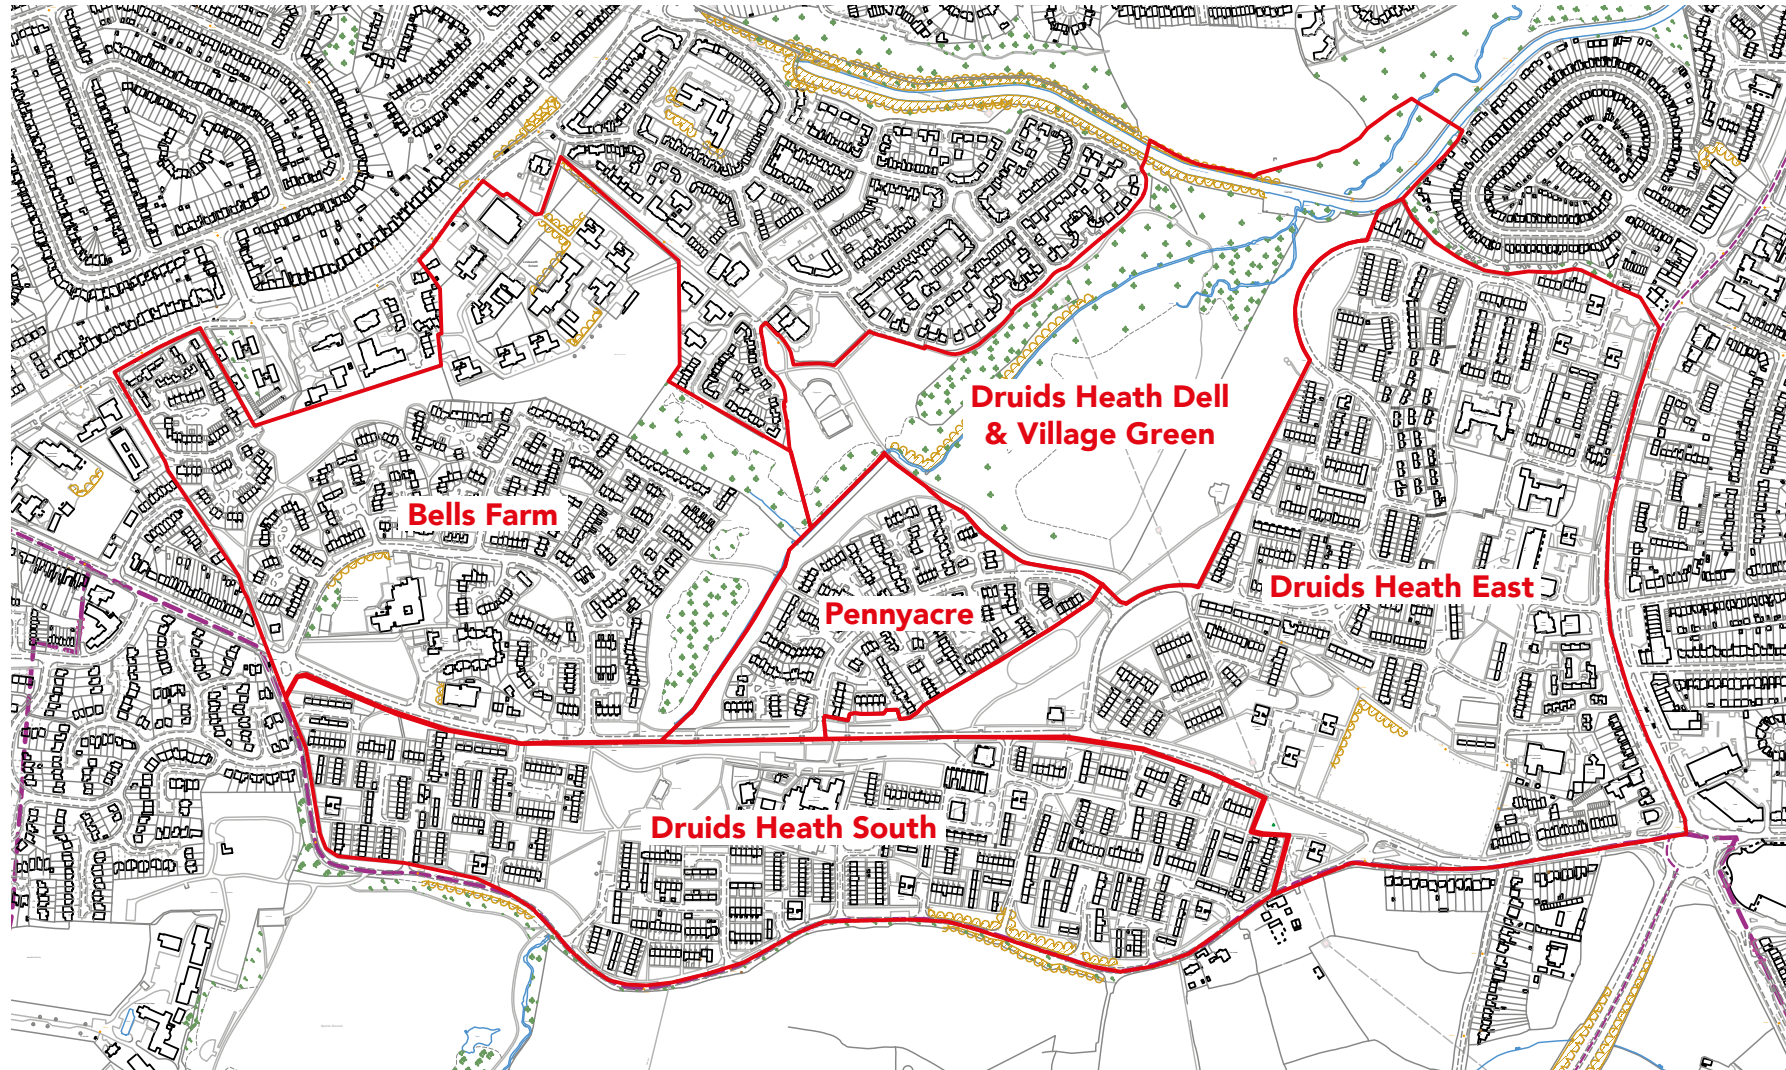 Druids Heath Dell
& Village Green
Bells Farm
Druids Heath East
Pennyacre
Druids Heath South